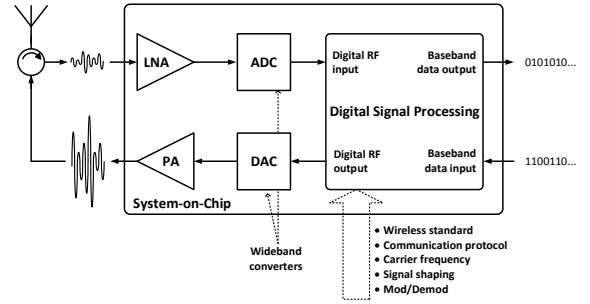 LNA
ADC
Digital RF
input
Baseband
data output
0101010...
Digital Signal Processing
PA
DAC
Digital RF
output
Baseband
data input
1100110...
System-on-Chip
Wideband
converters
• Wireless standard
• Communication protocol
• Carrier frequency
• Signal shaping
• Mod/Demod